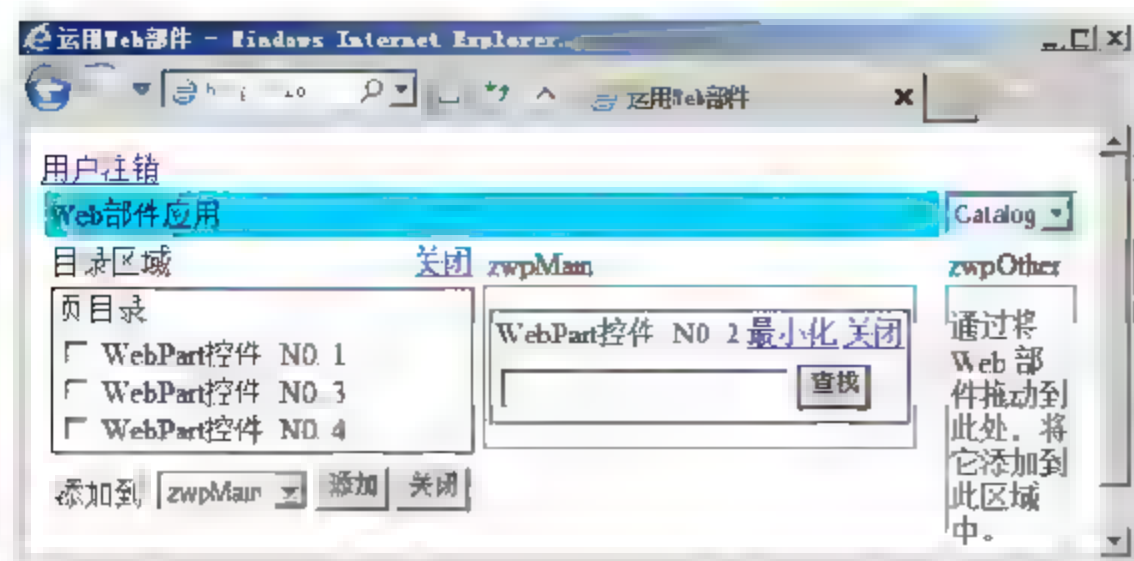 运用Web部件 - Windows Internet Explorer
运用Web部件
用户注销
Web部件应用
Catalog
目录区域 关闭
页目录
WebPart控件 N0. 1
WebPart控件 N0. 3
WebPart控件 N0. 4
添加到 zwpMain 添加 关闭
zwpMain
WebPart控件 N0. 2 最小化 关闭
查找
zwpOther
通过将
Web 部
件拖动到
此处，将
它添加到
此区域
中。